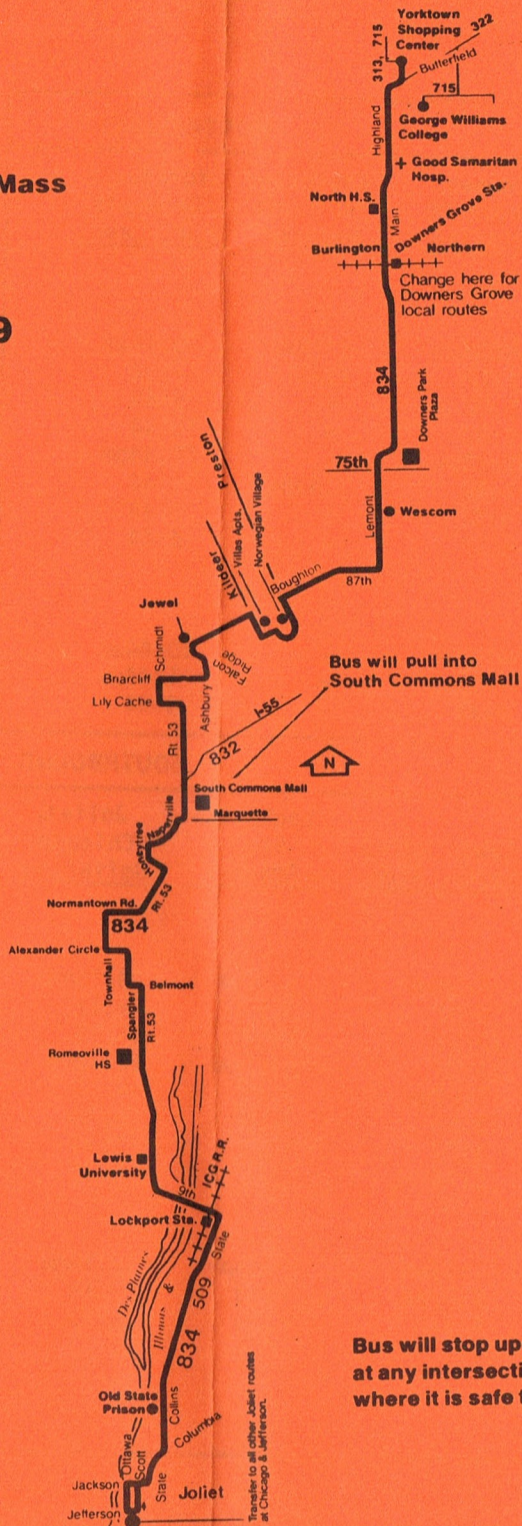 Yorktown
Shopping
Center
322
313, 715
Butterfield
715
Highland
George Williams
College
Good Samaritan
Hosp.
Mass
North H.S.
Main
Downers Grove Sta.
Burlington
Northern
Change here for
Downers Grove
local routes
9
834
Downers Park
Plaza
75th
Lemont
Wescom
Preston
Kildeer
Villas Apts.
Norwegian Village
Boughton
87th
Jewel
Schmidt
Falcon
Ridge
Briarcliff
Lily Cache
Ashbury
Bus will pull into
South Commons Mall
Rt. 53
I-55
832
N
South Commons Mall
Marquette
Naperville
Honeytree
Rt. 53
Normantown Rd.
834
Alexander Circle
Townhall
Belmont
Spangler
Rt. 53
Romeoville
HS
Lewis
University
9th
ICG R.R.
Lockport Sta.
State
Des Plaines
Illinois &
509
834
Bus will stop up
at any intersecti
where it is safe t
Old State
Prison
Collins
Columbia
Ottawa
Scott
State
Jackson
Joliet
Jefferson
Transfer to all other Joliet routes
at Chicago & Jefferson.